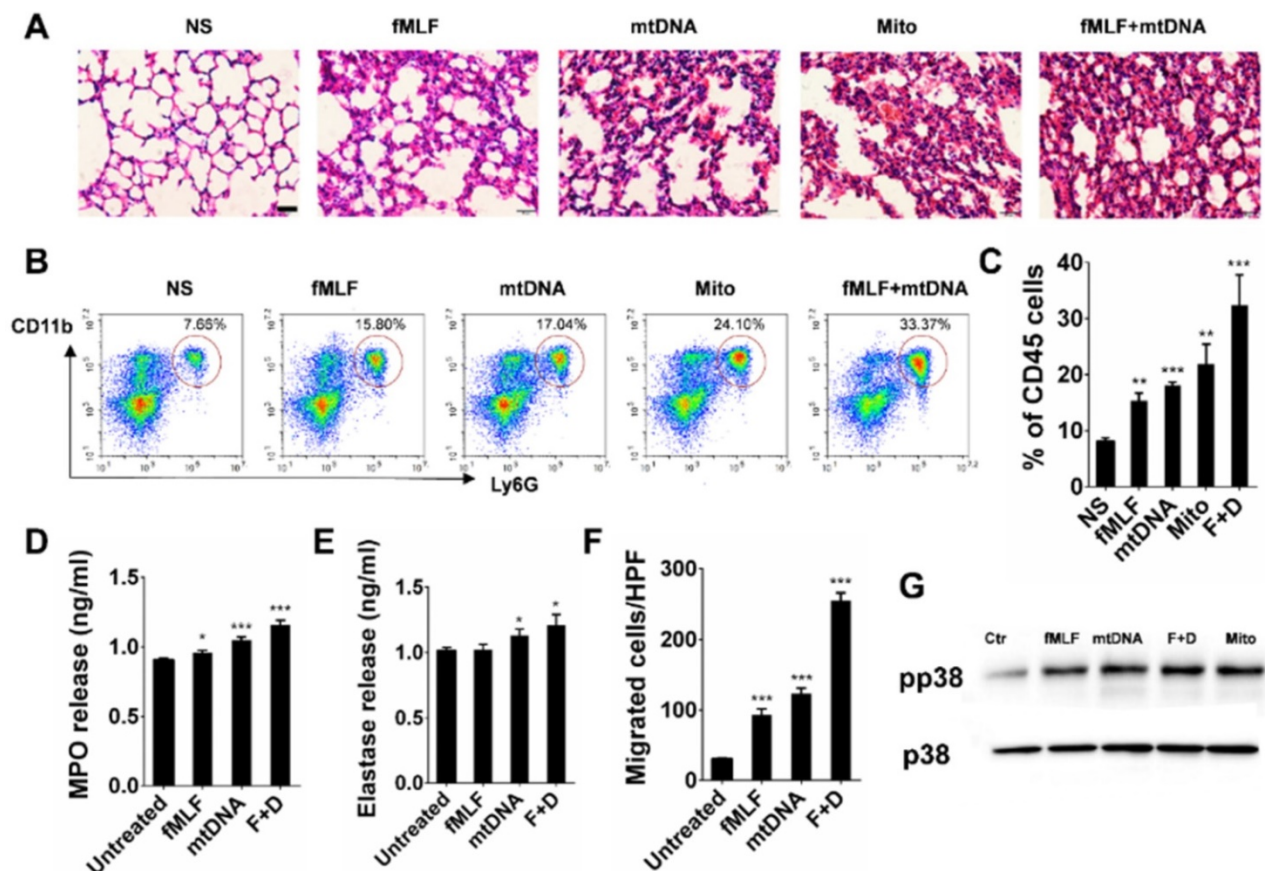 A
NS
fMLF
mtDNA
Mito
fMLF+mtDNA
B
NS
fMLF
mtDNA
Mito
fMLF+mtDNA
CD11b
7.66%
15.80%
17.04%
24.10%
33.37%
Ly6G
C
% of CD45 cells
40
30
20
10
0
**
***
**
***
NS
fMLF
mtDNA
Mito
F+D
D
MPO release (ng/ml)
1.5
1.0
0.5
0.0
*
***
***
Untreated
fMLF
mtDNA
F+D
E
Elastase release (ng/ml)
1.5
1.0
0.5
0.0
*
*
Untreated
fMLF
mtDNA
F+D
F
Migrated cells/HPF
300
200
100
0
***
***
***
Untreated
fMLF
mtDNA
F+D
G
Ctr fMLF mtDNA F+D Mito
pp38
p38